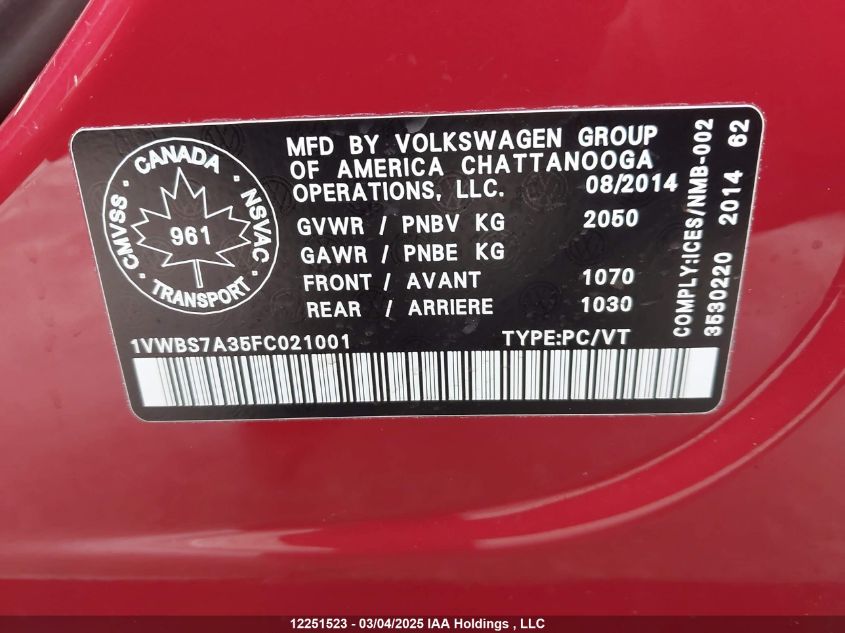 CANADA
CMVSS · NSVAC
961
TRANSPORT
MFD BY VOLKSWAGEN GROUP
OF AMERICA CHATTANOOGA
OPERATIONS, LLC. 08/2014
GVWR / PNBV KG 2050
GAWR / PNBE KG
FRONT / AVANT 1070
REAR / ARRIERE 1030
1VWBS7A35FC021001 TYPE:PC/VT
COMPLY:ICES/NMB-002
3530220 2014 62
12251523 - 03/04/2025 IAA Holdings , LLC